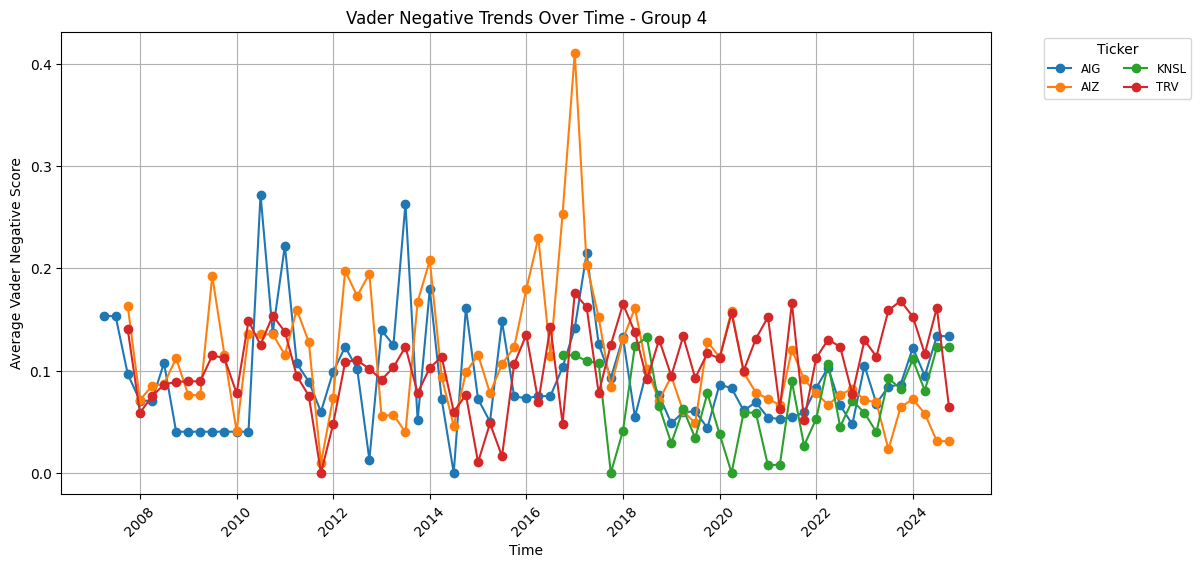 Vader Negative Trends Over Time - Group 4
Average Vader Negative Score
0.4
0.3
0.2
0.1
0.0
2008
2010
2012
2014
2016
2018
2020
2022
2024
Time
Ticker
AIG
KNSL
AIZ
TRV